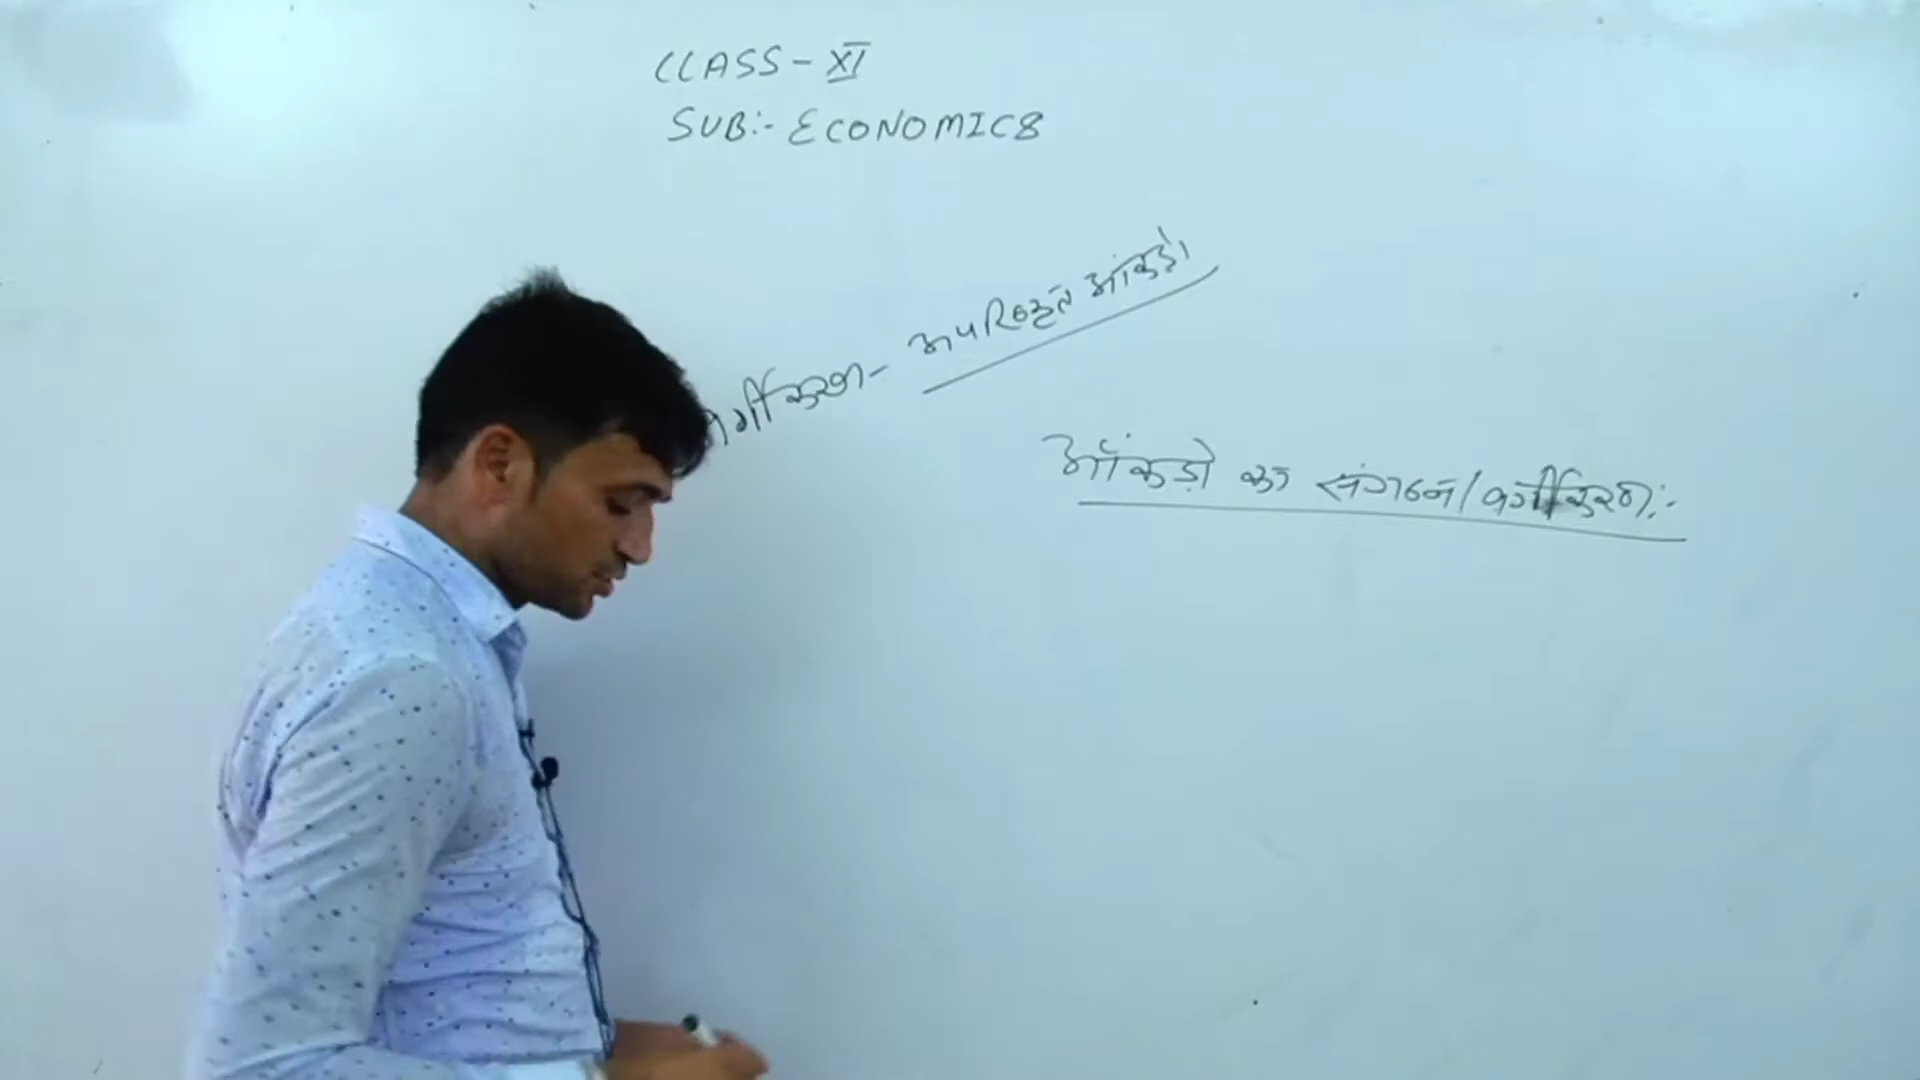 CLASS - XI
SUB:- ECONOMICS
वर्गीकरण - अपरिष्कृत आंकड़ो
आँकड़ो का संगठन/वर्गीकरण:-